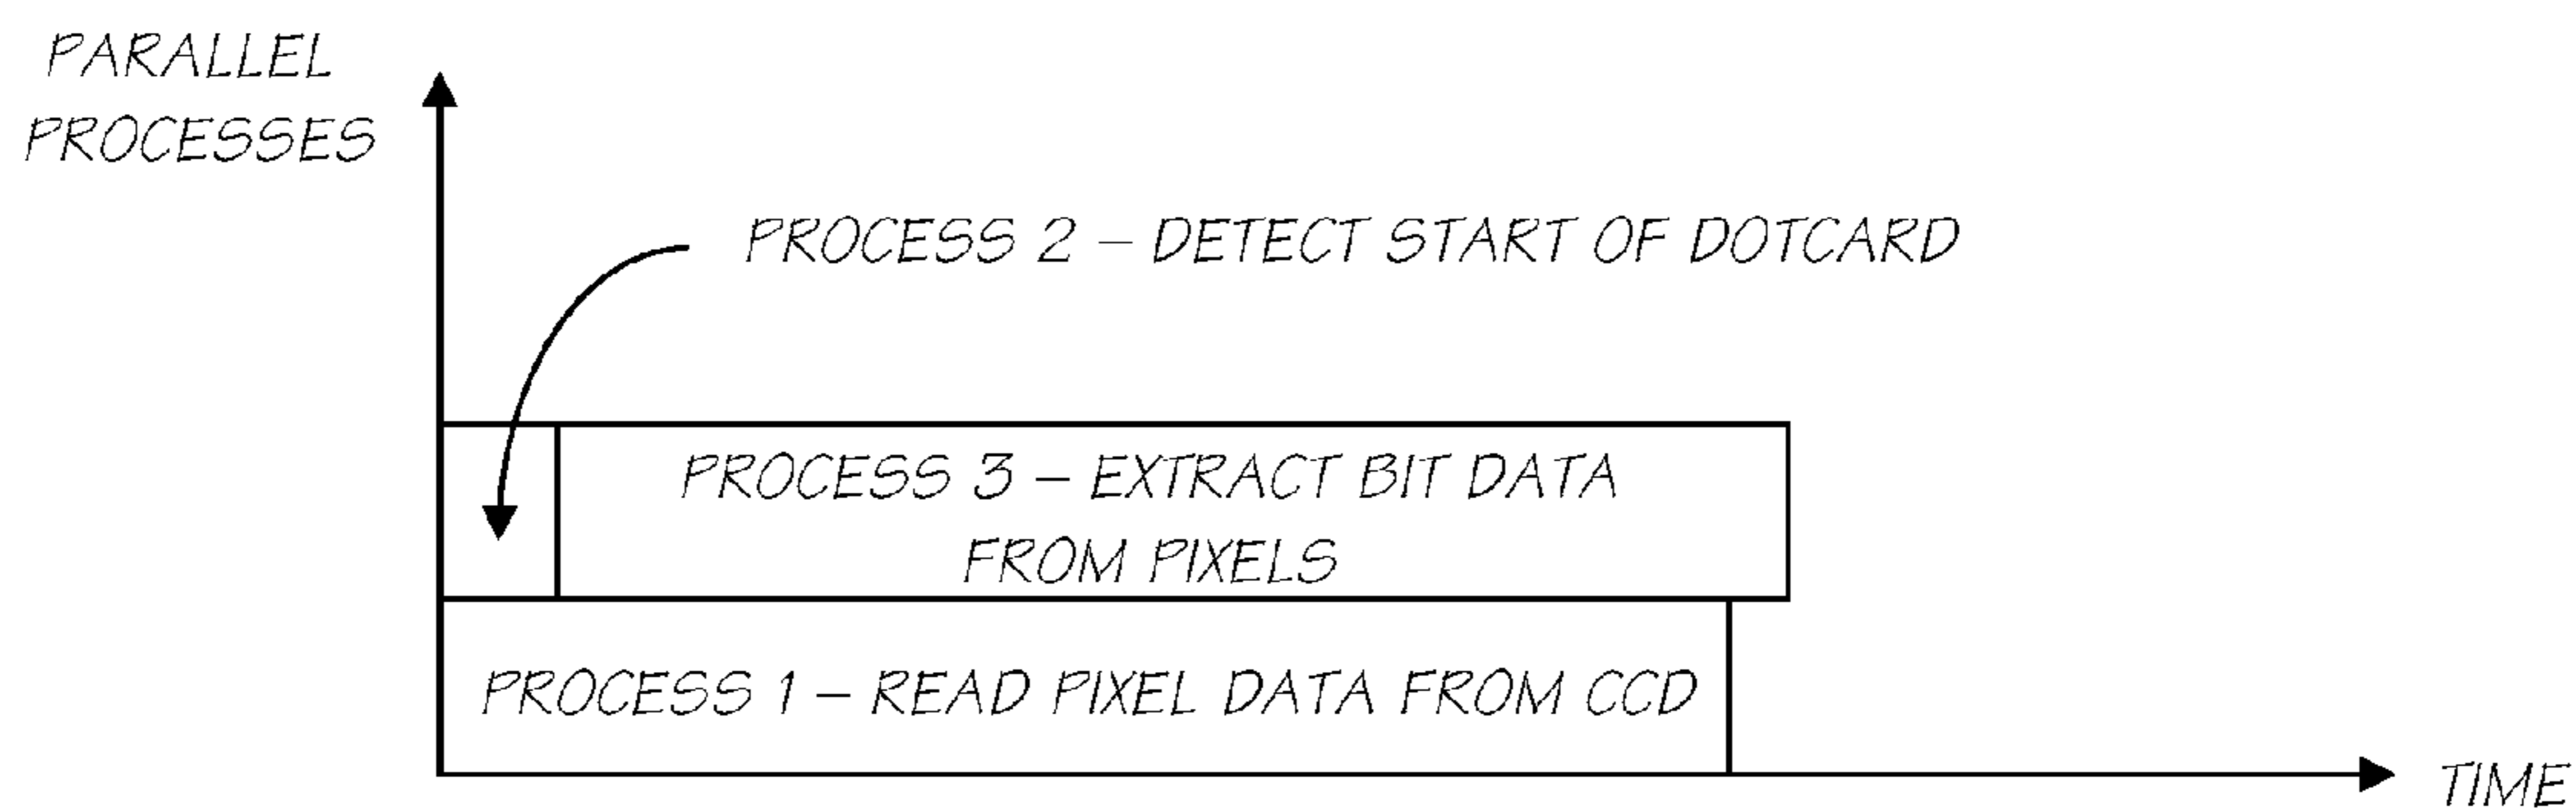 PARALLEL
PROCESSES
PROCESS 2 – DETECT START OF DOTCARD
PROCESS 3 – EXTRACT BIT DATA
FROM PIXELS
PROCESS 1 – READ PIXEL DATA FROM CCD
TIME